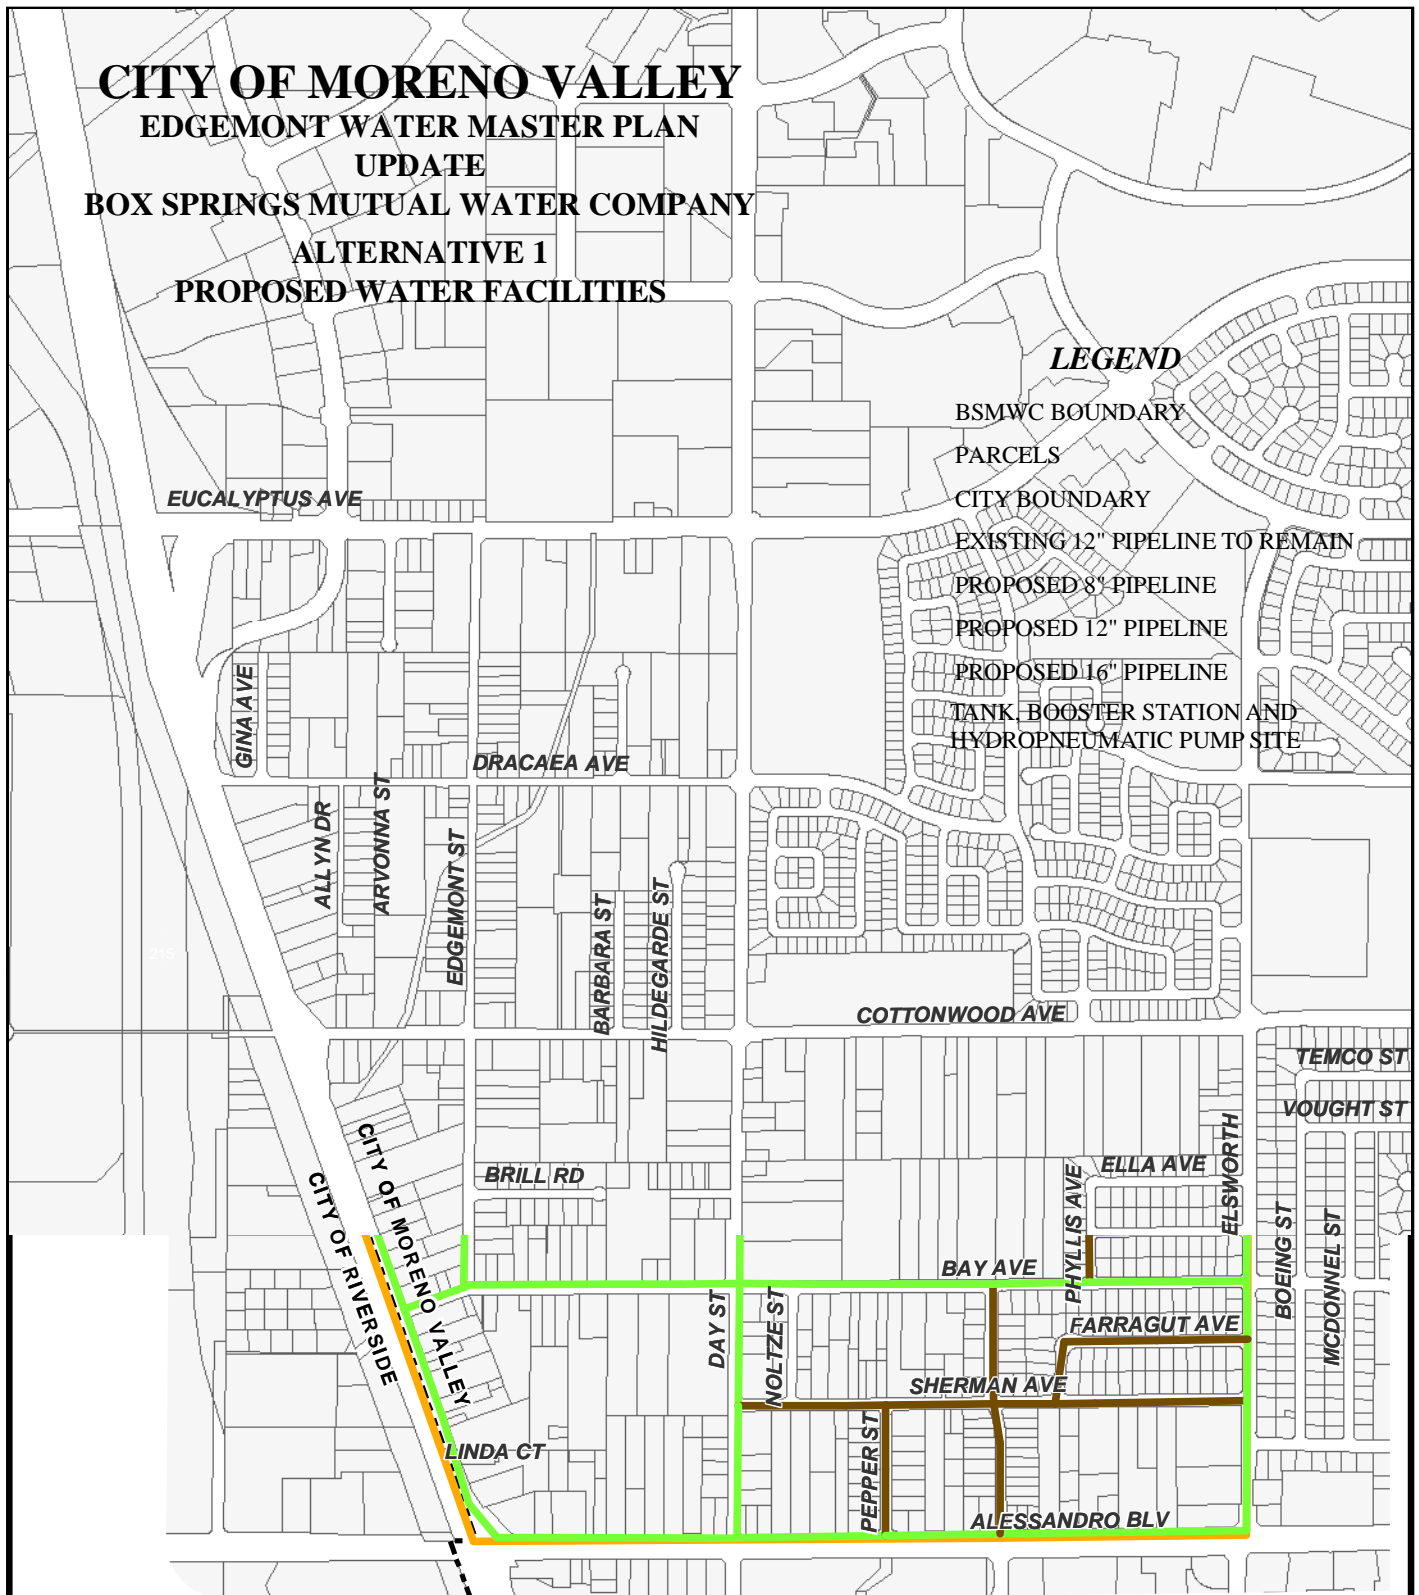 CITY OF MORENO VALLEY
EDGEMONT WATER MASTER PLAN
UPDATE
BOX SPRINGS MUTUAL WATER COMPANY
ALTERNATIVE 1
PROPOSED WATER FACILITIES
LEGEND
BSMWC BOUNDARY
PARCELS
CITY BOUNDARY
EXISTING 12" PIPELINE TO REMAIN
PROPOSED 8" PIPELINE
PROPOSED 12" PIPELINE
PROPOSED 16" PIPELINE
TANK, BOOSTER STATION AND
HYDROPNEUMATIC PUMP SITE
EUCALYPTUS AVE
GINA AVE
DRACAEA AVE
ALLYN DR
ARVONNA ST
EDGEMONT ST
BARBARA ST
HILDEGARDE ST
215
COTTONWOOD AVE
TEMCO ST
VOUGHT ST
BRILL RD
ELLA AVE
PHYLLIS AVE
ELSWORTH
BOEING ST
MCDONNEL ST
CITY OF MORENO VALLEY
CITY OF RIVERSIDE
BAY AVE
DAY ST
NOLTZE ST
FARRAGUT AVE
SHERMAN AVE
PEPPER ST
LINDA CT
ALESSANDRO BLV